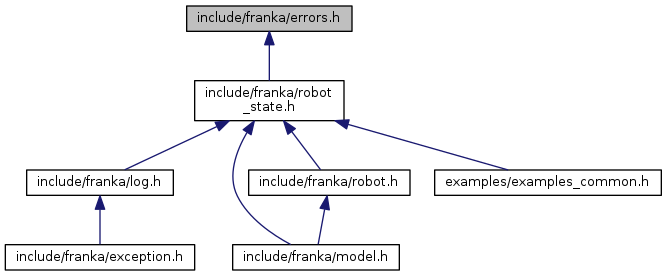 include/franka/errors.h
include/franka/robot
_state.h
include/franka/log.h
include/franka/robot.h
examples/examples_common.h
include/franka/exception.h
include/franka/model.h